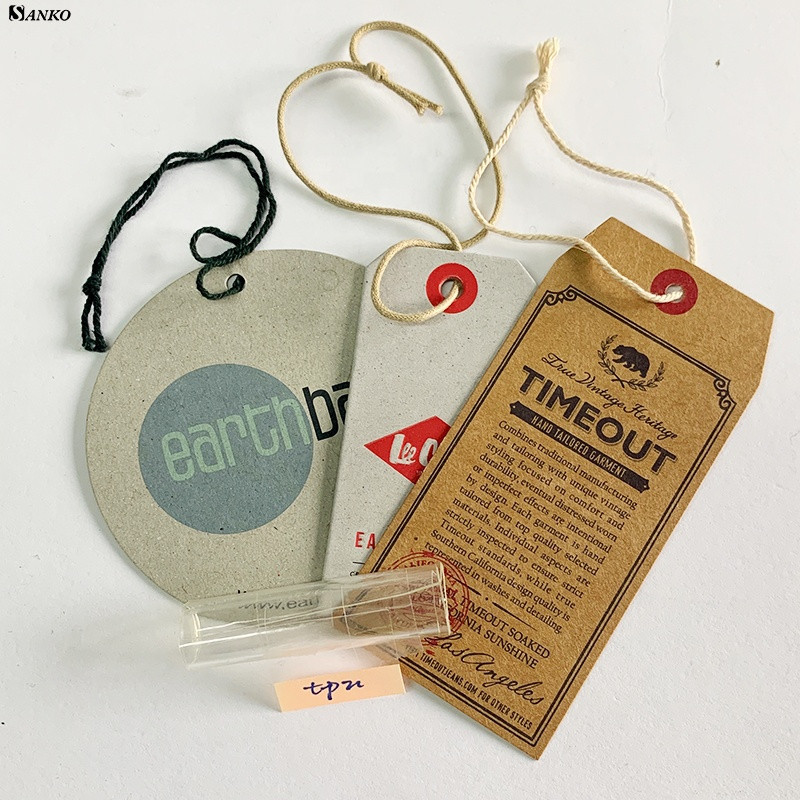 SANKO
earthba
Lee
EA
True Vintage Heritage
TIMEOUT
HAND TAILORED GARMENT
Combines traditional manufacturing
and tailoring with unique vintage
styling focused on comfort and
durability, eventual distressed worn
or imperfect effects are intentional
by design. Each garment is hand
tailored from top quality selected
materials. Individual aspects are
strictly inspected to ensure strict
Timeout standards, while true
Southern California design quality is
represented in washes and detailing.
TIMEOUT SOAKED
SUNSHINE
Los Angeles
TIMEOUTJEANS.COM FOR OTHER STYLES
www.ear
tpu